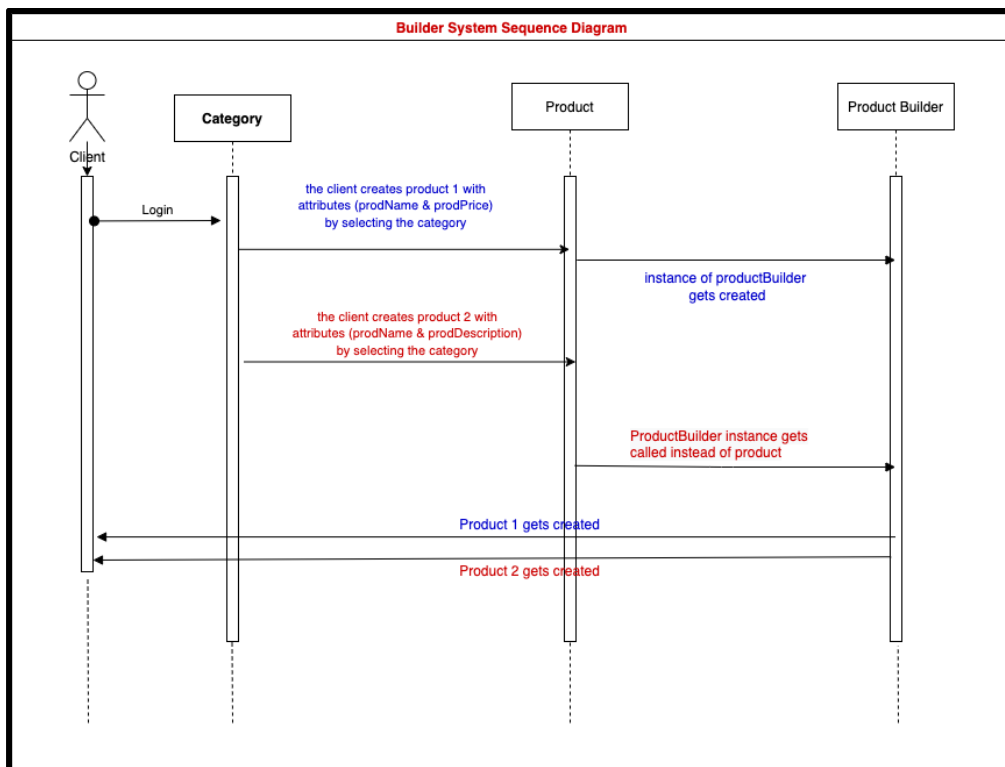 Builder System Sequence Diagram
Client
Category
Product
Product Builder
Login
the client creates product 1 with
attributes (prodName & prodPrice)
by selecting the category
instance of productBuilder
gets created
the client creates product 2 with
attributes (prodName & prodDescription)
by selecting the category
ProductBuilder instance gets
called instead of product
Product 1 gets created
Product 2 gets created